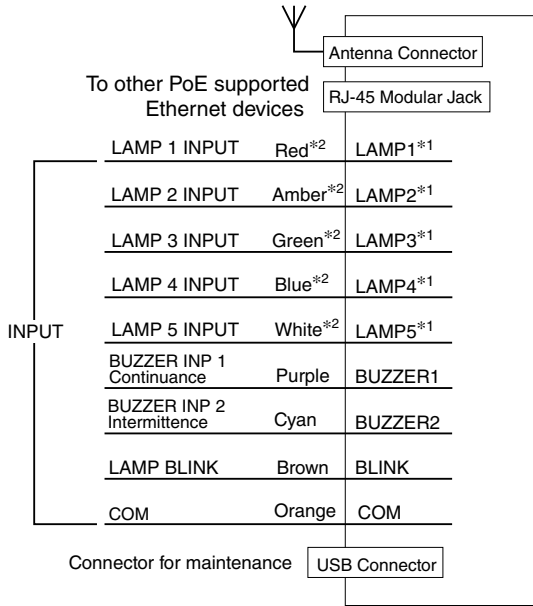 Antenna Connector
To other PoE supported
Ethernet devices
RJ-45 Modular Jack
LAMP 1 INPUT Red*2 LAMP1*1
LAMP 2 INPUT Amber*2 LAMP2*1
LAMP 3 INPUT Green*2 LAMP3*1
LAMP 4 INPUT Blue*2 LAMP4*1
INPUT
LAMP 5 INPUT White*2 LAMP5*1
BUZZER INP 1
Continuance Purple BUZZER1
BUZZER INP 2
Intermittence Cyan BUZZER2
LAMP BLINK Brown BLINK
COM Orange COM
Connector for maintenance USB Connector